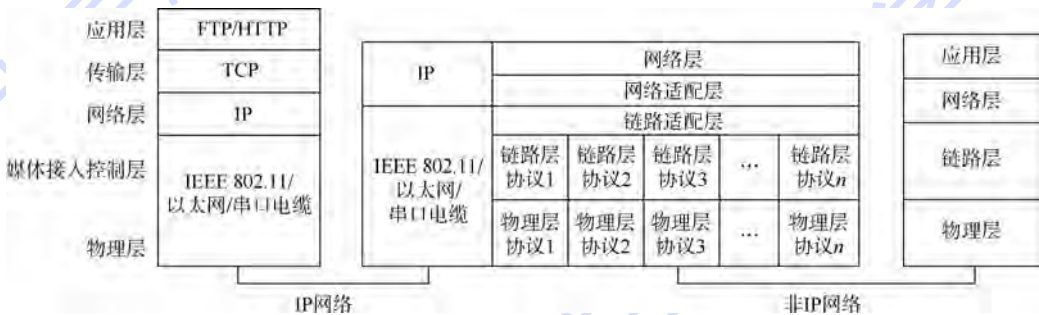 应用层
传输层
网络层
媒体接入控制层
物理层
FTP/HTTP
TCP
IP
IEEE 802.11/
以太网/串口电缆
IP
IEEE 802.11/
以太网/
串口电缆
网络层
网络适配层
链路适配层
链路层
协议1
链路层
协议2
链路层
协议3
...
链路层
协议n
物理层
协议1
物理层
协议2
物理层
协议3
...
物理层
协议n
应用层
网络层
链路层
物理层
IP网络
非IP网络